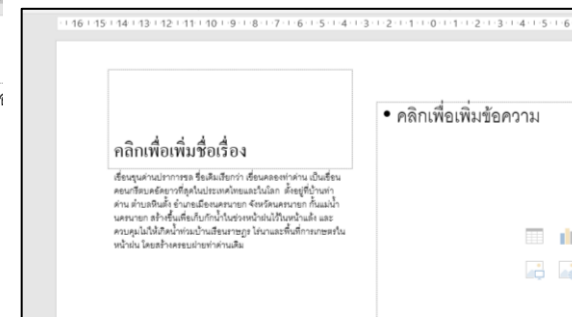 16 15 14 13 12 11 10 9 8 7 6 5 4 3 2 1 0 1 2 3 4 5 6
คลิกเพื่อเพิ่มชื่อเรื่อง
เขื่อนขุนด่านปราการชล ชื่อเดิมเรียกว่า เขื่อนคลองท่าด่าน เป็นเขื่อน
คอนกรีตบดอัดยาวที่สุดในประเทศไทยและในโลก ตั้งอยู่ที่บ้านท่า
ด่าน ตำบลหินตั้ง อำเภอเมืองนครนายก จังหวัดนครนายก กั้นแม่น้ำ
นครนายก สร้างขึ้นเพื่อเก็บกักน้ำในช่วงหน้าฝนไว้ในหน้าแล้ง และ
ควบคุมไม่ให้เกิดน้ำท่วมบ้านเรือนราษฎร ไร่นาและพื้นที่การเกษตรใน
หน้าฝน โดยสร้างครอบฝายท่าด่านเดิม
• คลิกเพื่อเพิ่มข้อความ